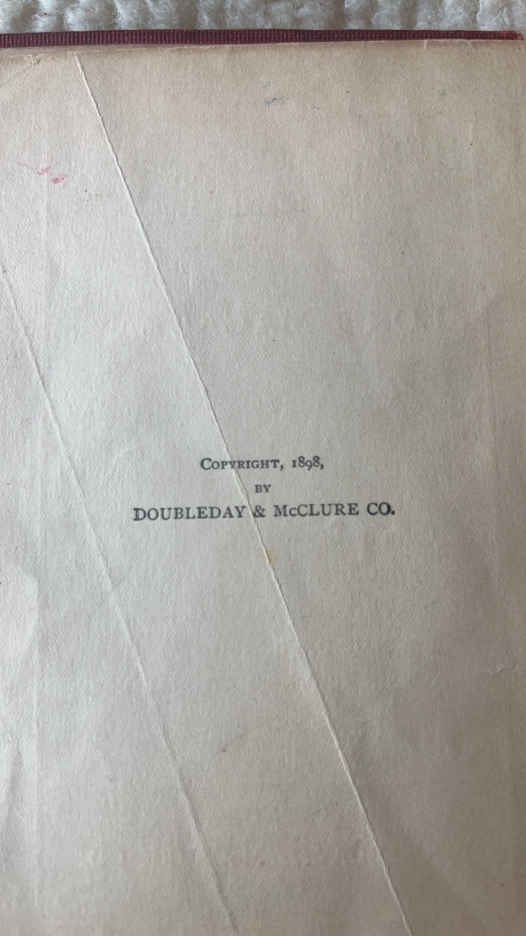 Copyright, 1898,
BY
DOUBLEDAY & McCLURE CO.